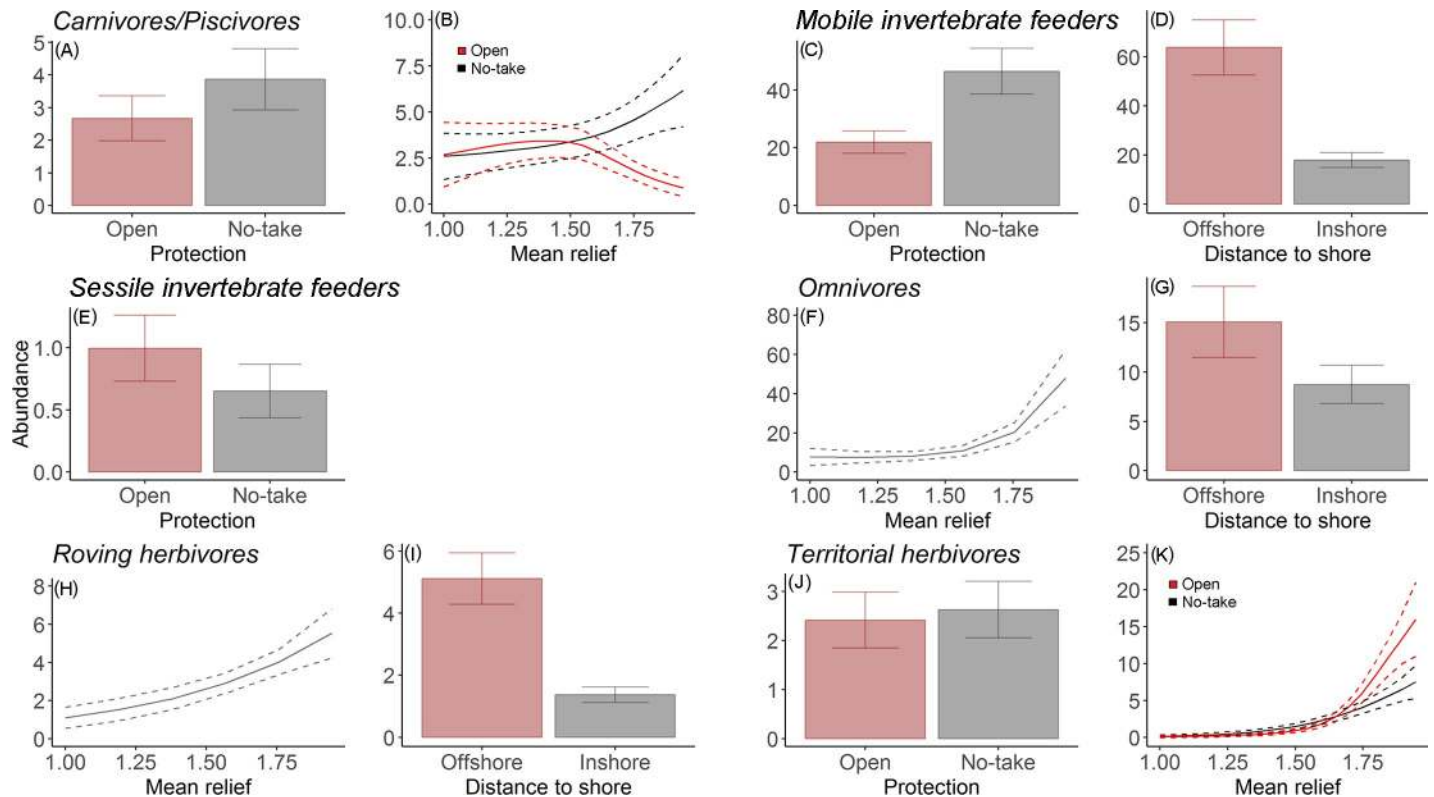 Carnivores/Piscivores
(A)
5
4
3
2
1
0
Open No-take
Protection
(B)
Open
No-take
10.0
7.5
5.0
2.5
0.0
1.00 1.25 1.50 1.75
Mean relief
Mobile invertebrate feeders
(C)
40
20
0
Open No-take
Protection
(D)
60
40
20
0
Offshore Inshore
Distance to shore
Sessile invertebrate feeders
(E)
Abundance
1.0
0.5
0.0
Open No-take
Protection
Omnivores
(F)
80
60
40
20
0
1.00 1.25 1.50 1.75
Mean relief
(G)
15
10
5
0
Offshore Inshore
Distance to shore
Roving herbivores
(H)
8
6
4
2
0
1.00 1.25 1.50 1.75
Mean relief
(I)
6
4
2
0
Offshore Inshore
Distance to shore
Territorial herbivores
(J)
3
2
1
0
Open No-take
Protection
(K)
Open
No-take
25
20
15
10
5
0
1.00 1.25 1.50 1.75
Mean relief